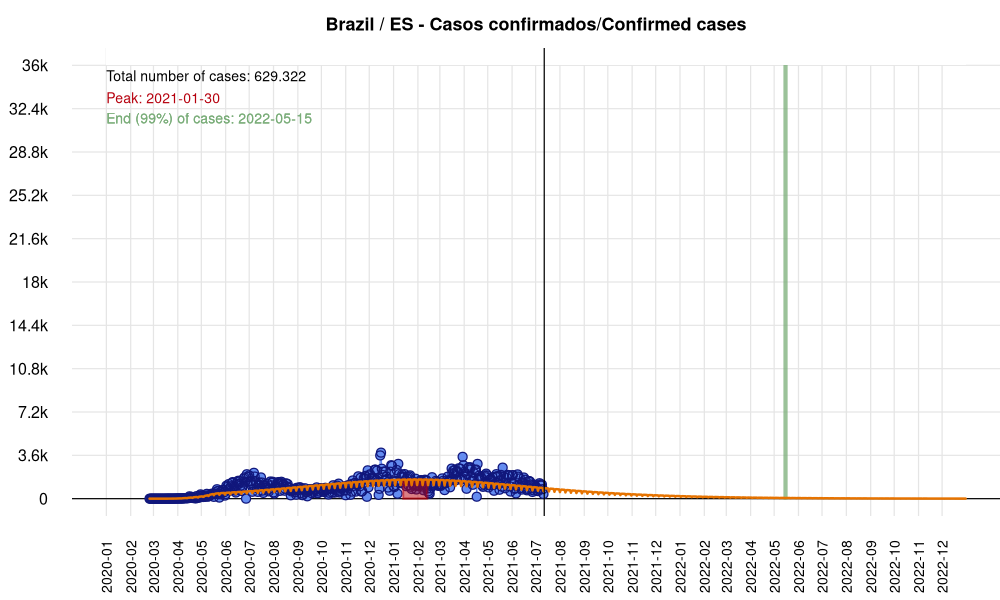 Brazil / ES - Casos confirmados/Confirmed cases
Total number of cases: 629.322
Peak: 2021-01-30
End (99%) of cases: 2022-05-15
36k
32.4k
28.8k
25.2k
21.6k
18k
14.4k
10.8k
7.2k
3.6k
0
2020-01
2020-02
2020-03
2020-04
2020-05
2020-06
2020-07
2020-08
2020-09
2020-10
2020-11
2020-12
2021-01
2021-02
2021-03
2021-04
2021-05
2021-06
2021-07
2021-08
2021-09
2021-10
2021-11
2021-12
2022-01
2022-02
2022-03
2022-04
2022-05
2022-06
2022-07
2022-08
2022-09
2022-10
2022-11
2022-12